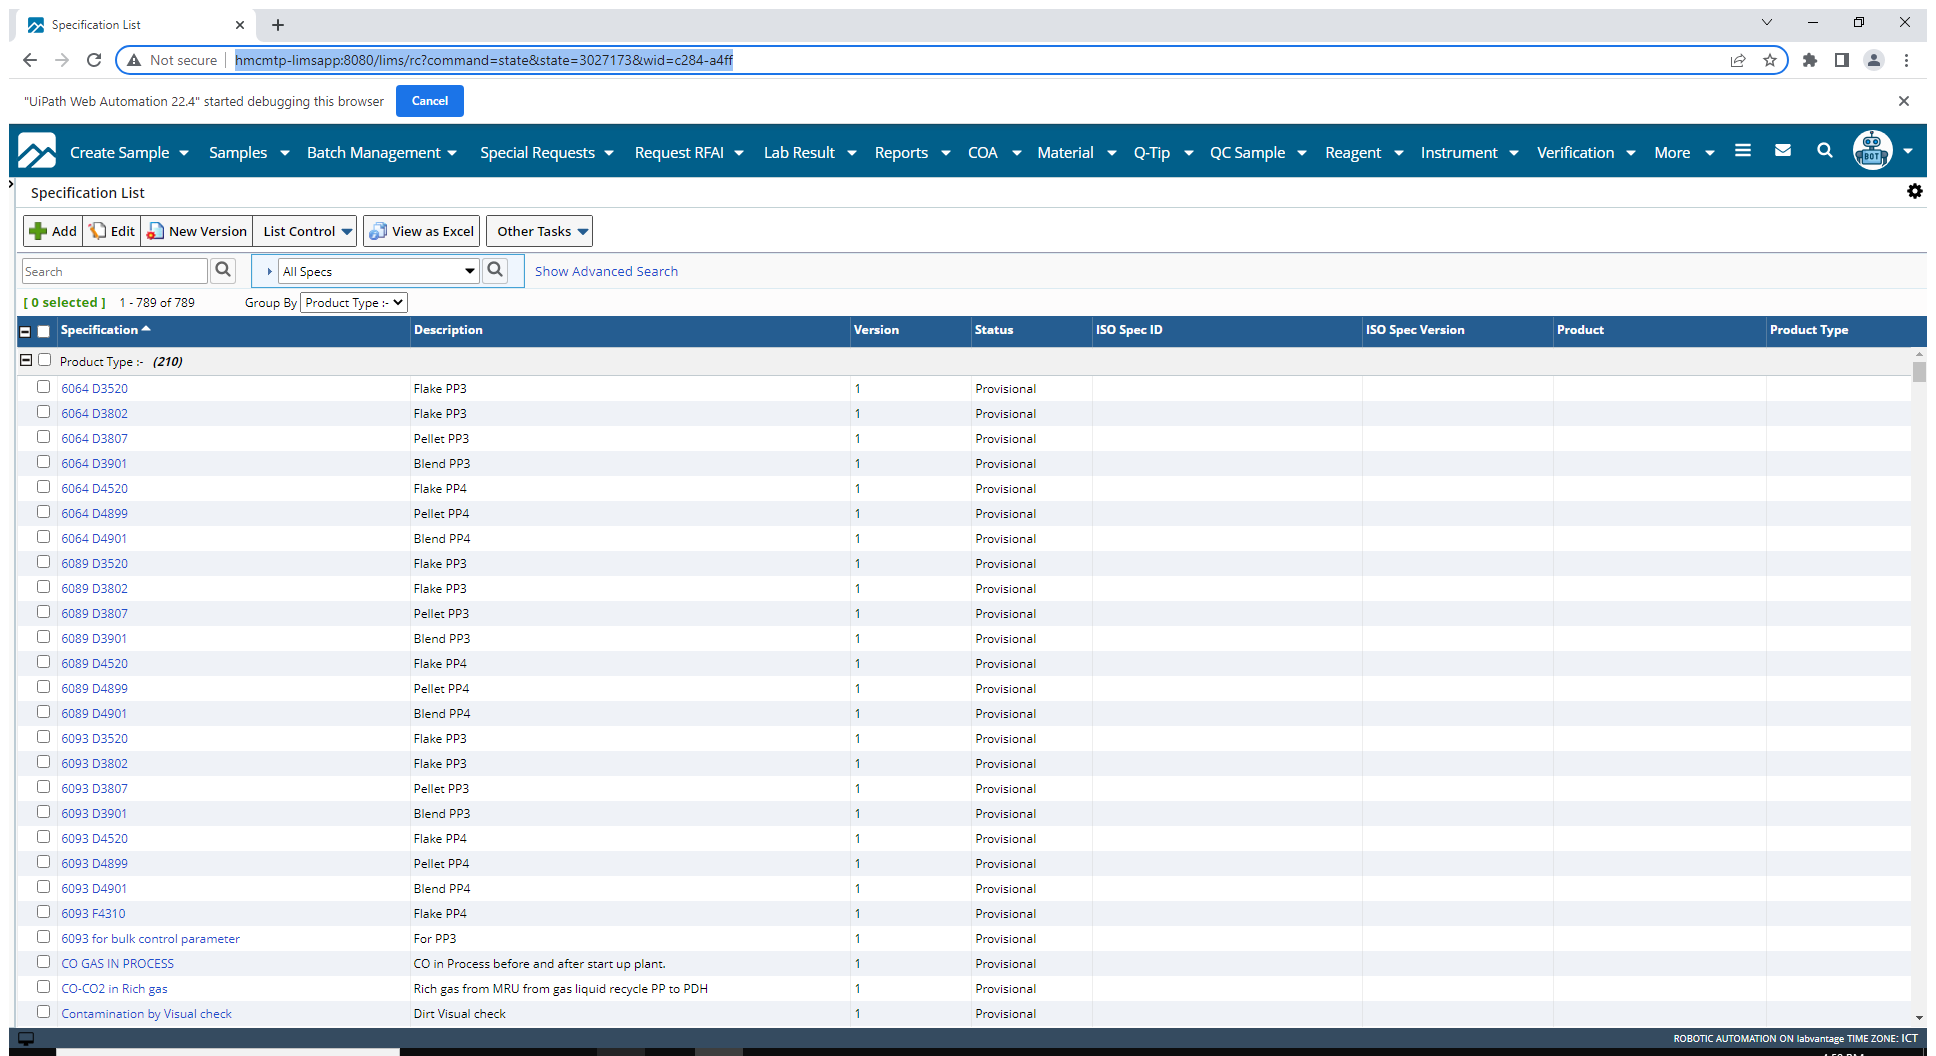 Specification List
Not secure hmcmtp-limsapp:8080/lims/rc?command=state&state=3027173&wid=c284-a4ff
"UiPath Web Automation 22.4" started debugging this browser Cancel
Create Sample Samples Batch Management Special Requests Request RFAI Lab Result Reports COA Material Q-Tip QC Sample Reagent Instrument Verification More BOT
Specification List
Add Edit New Version List Control View as Excel Other Tasks
Search All Specs Show Advanced Search
[ 0 selected ] 1 - 789 of 789 Group By Product Type :-
Specification Description Version Status ISO Spec ID ISO Spec Version Product Product Type
Product Type :- (210)
6064 D3520 Flake PP3 1 Provisional
6064 D3802 Flake PP3 1 Provisional
6064 D3807 Pellet PP3 1 Provisional
6064 D3901 Blend PP3 1 Provisional
6064 D4520 Flake PP4 1 Provisional
6064 D4899 Pellet PP4 1 Provisional
6064 D4901 Blend PP4 1 Provisional
6089 D3520 Flake PP3 1 Provisional
6089 D3802 Flake PP3 1 Provisional
6089 D3807 Pellet PP3 1 Provisional
6089 D3901 Blend PP3 1 Provisional
6089 D4520 Flake PP4 1 Provisional
6089 D4899 Pellet PP4 1 Provisional
6089 D4901 Blend PP4 1 Provisional
6093 D3520 Flake PP3 1 Provisional
6093 D3802 Flake PP3 1 Provisional
6093 D3807 Pellet PP3 1 Provisional
6093 D3901 Blend PP3 1 Provisional
6093 D4520 Flake PP4 1 Provisional
6093 D4899 Pellet PP4 1 Provisional
6093 D4901 Blend PP4 1 Provisional
6093 F4310 Flake PP4 1 Provisional
6093 for bulk control parameter For PP3 1 Provisional
CO GAS IN PROCESS CO in Process before and after start up plant. 1 Provisional
CO-CO2 in Rich gas Rich gas from MRU from gas liquid recycle PP to PDH 1 Provisional
Contamination by Visual check Dirt Visual check 1 Provisional
ROBOTIC AUTOMATION ON labvantage TIME ZONE: ICT